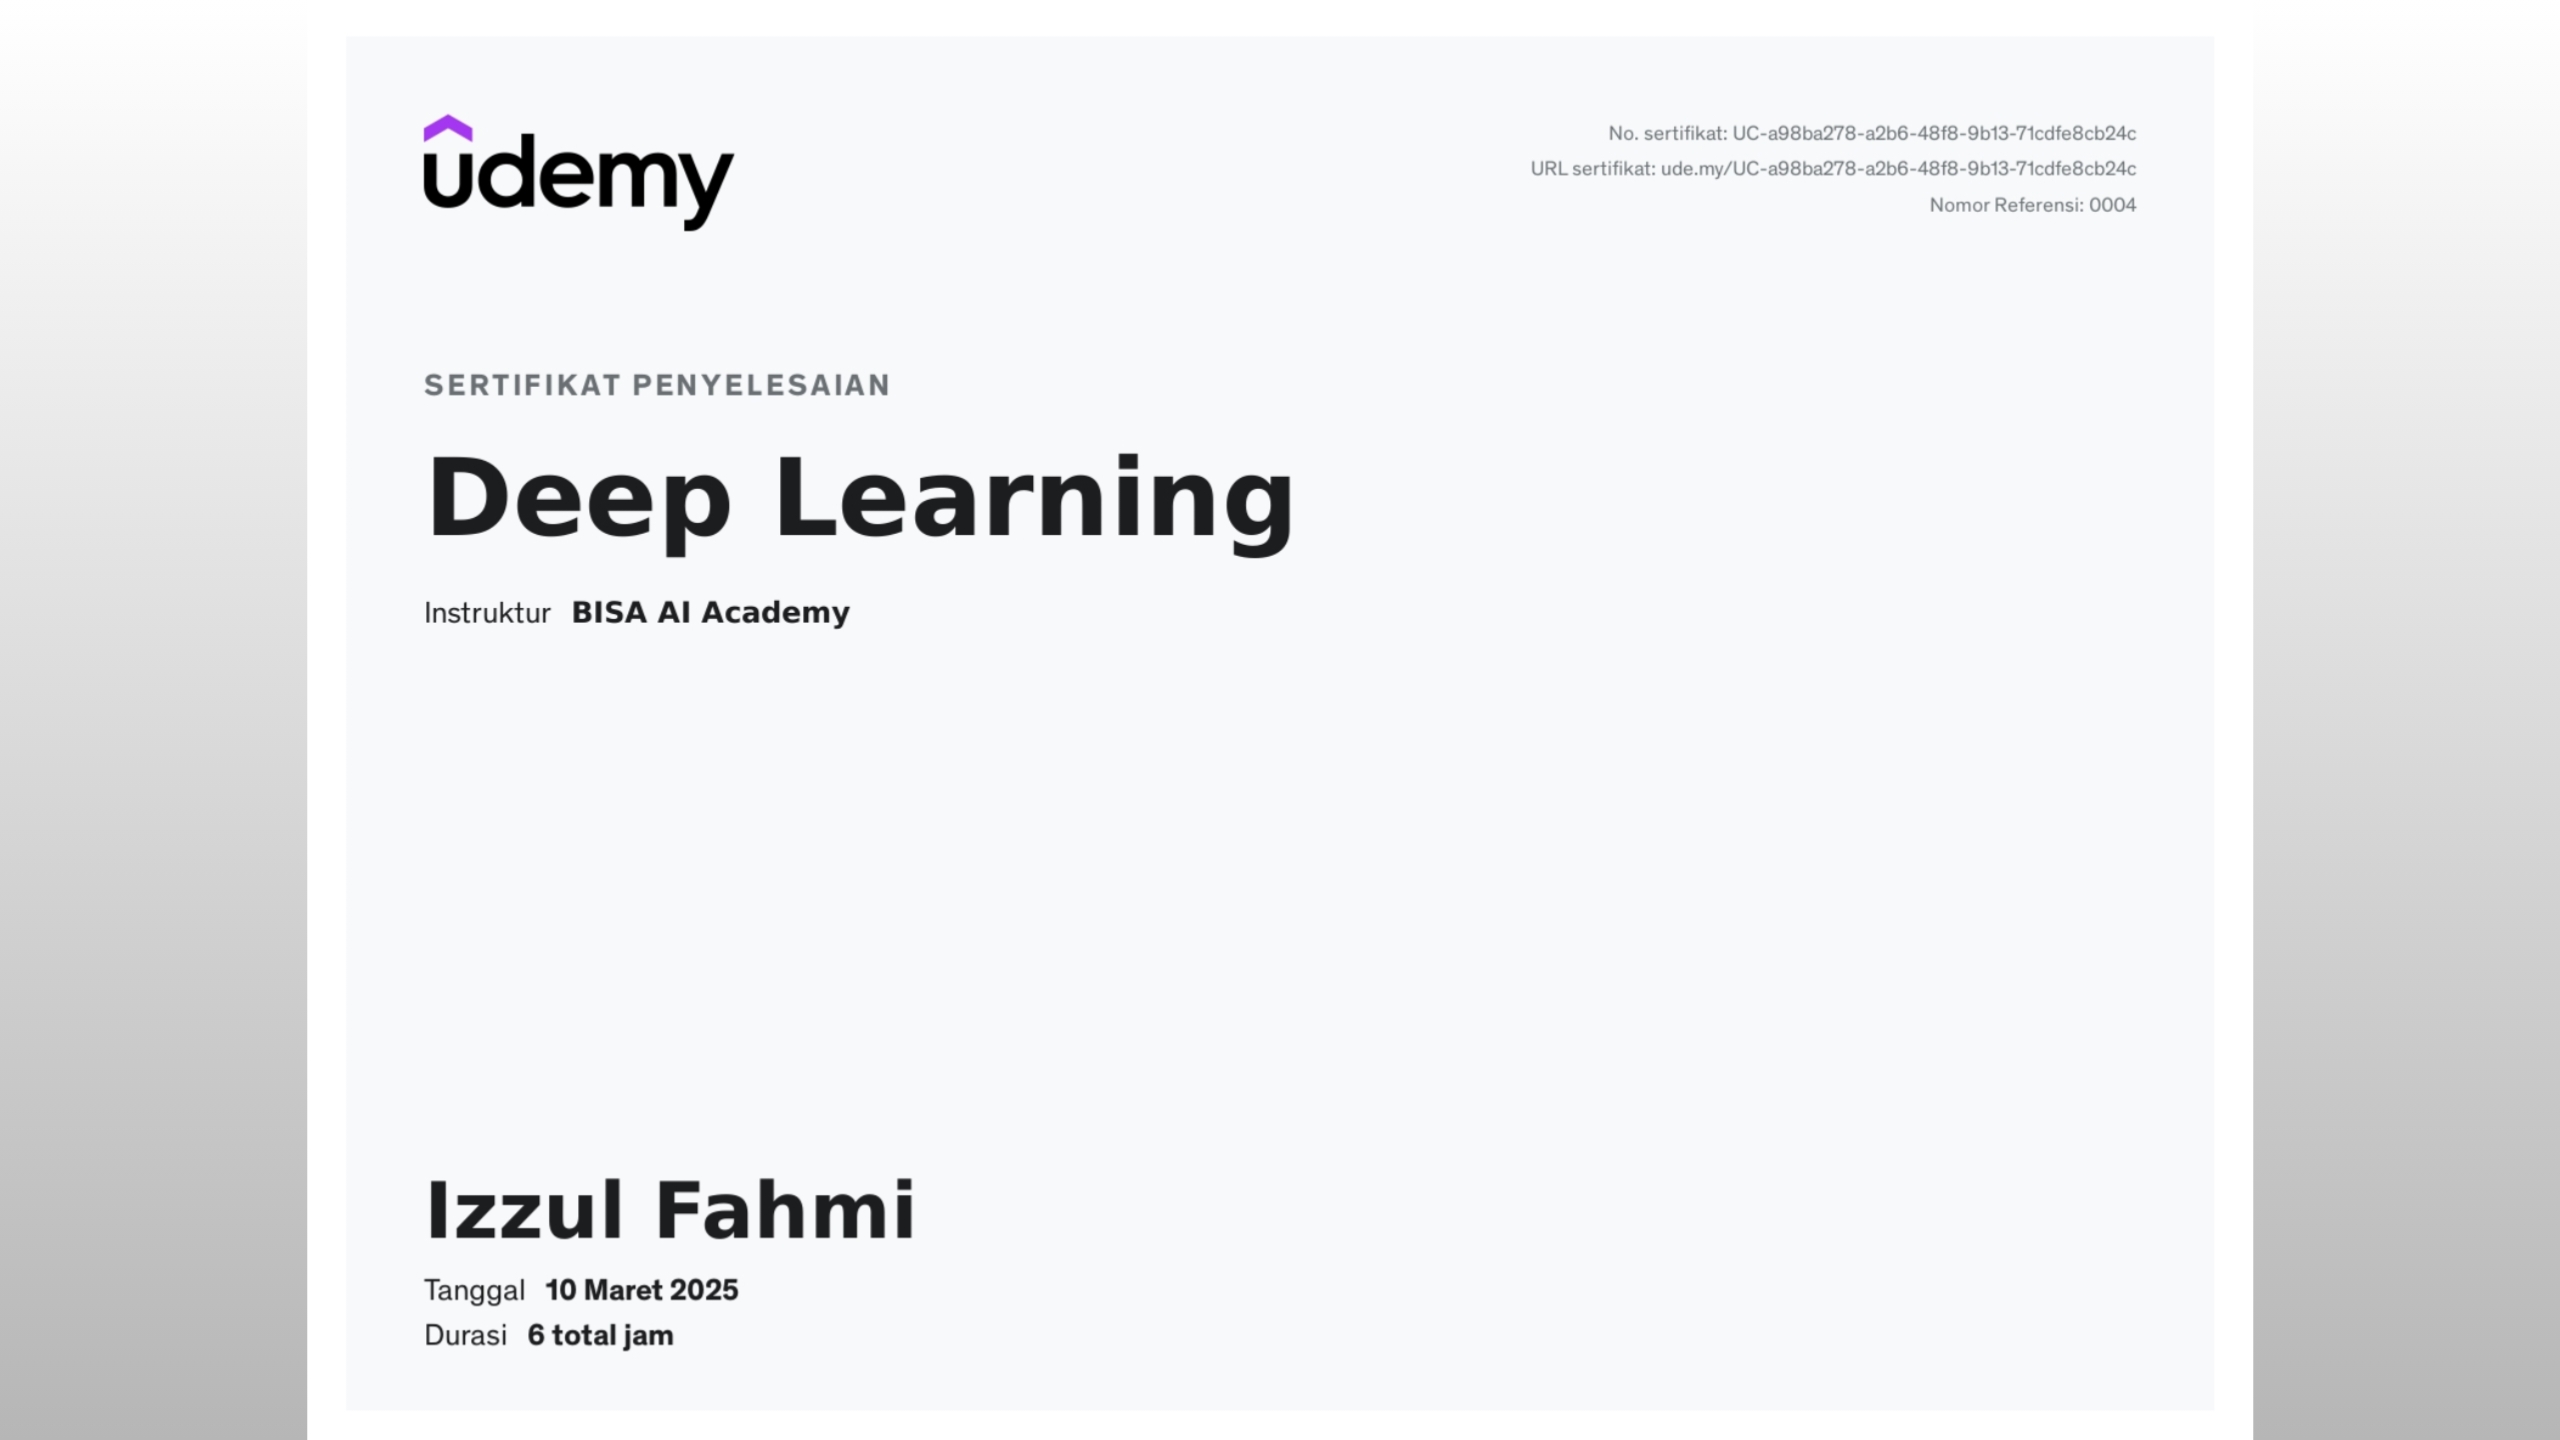 udemy
No. sertifikat: UC-a98ba278-a2b6-48f8-9b13-71cdfe8cb24c
URL sertifikat: ude.my/UC-a98ba278-a2b6-48f8-9b13-71cdfe8cb24c
Nomor Referensi: 0004
SERTIFIKAT PENYELESAIAN
Deep Learning
Instruktur BISA AI Academy
Izzul Fahmi
Tanggal 10 Maret 2025
Durasi 6 total jam